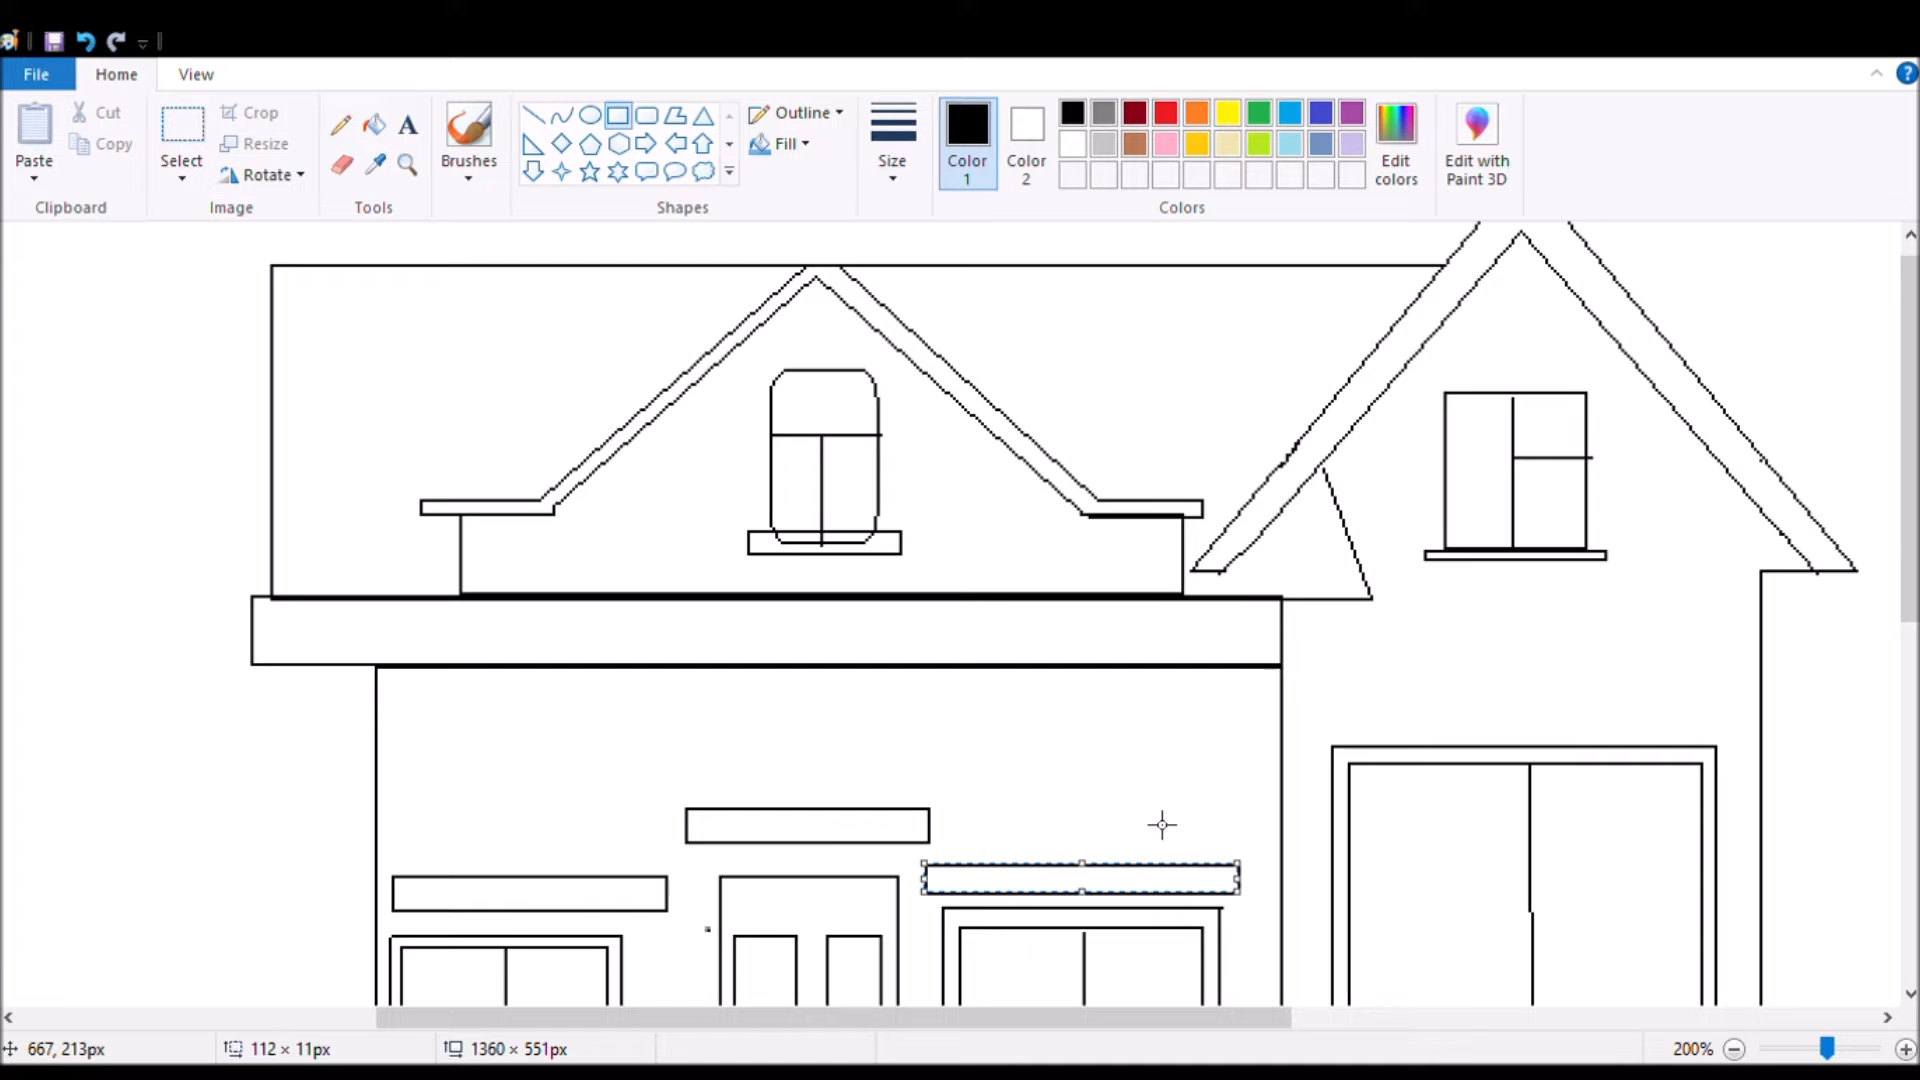 File Home View
Paste
Cut
Copy
Clipboard
Select
Crop
Resize
Rotate
Image
A
Tools
Brushes
Outline
Fill
Shapes
Size
Color
1
Color
2
Edit
colors
Colors
Edit with
Paint 3D
?
667, 213px 112 × 11px 1360 × 551px 200%